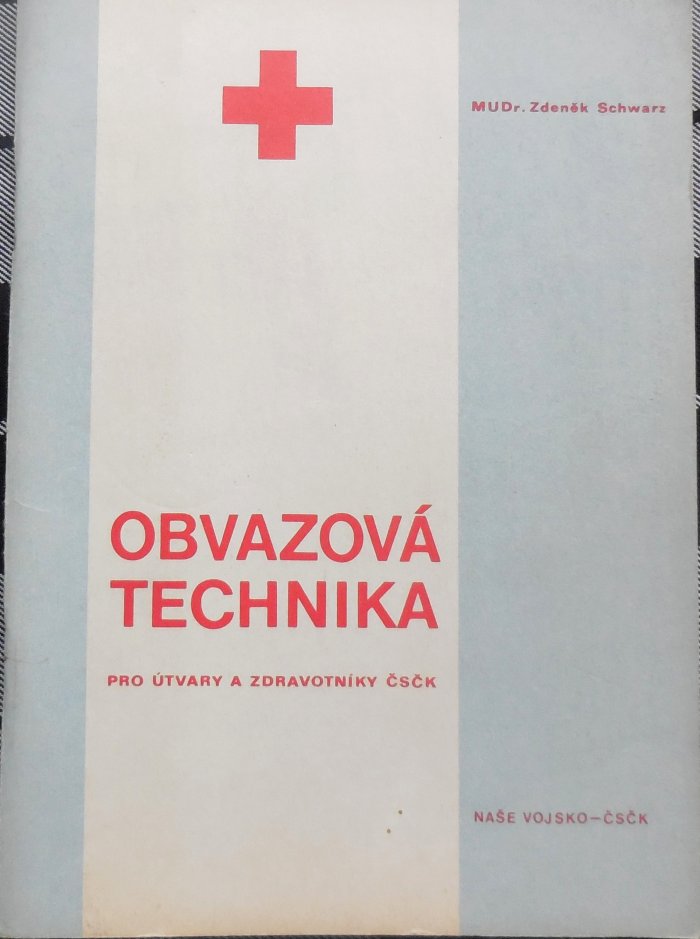 MUDr. Zdeněk Schwarz
OBVAZOVÁ
TECHNIKA
PRO ÚTVARY A ZDRAVOTNÍKY ČSČK
NAŠE VOJSKO–ČSČK